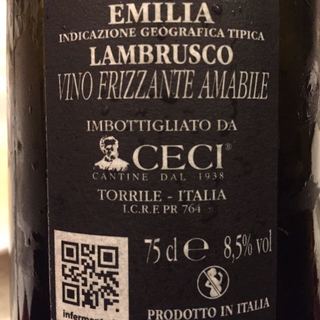 EMILIA
INDICAZIONE GEOGRAFICA TIPICA
LAMBRUSCO
VINO FRIZZANTE AMABILE
IMBOTTIGLIATO DA
CECI®
CANTINE DAL 1938
TORRILE - ITALIA
I.C.R.F. PR 764
75 cl e 8,5% vol
PRODOTTO IN ITALIA